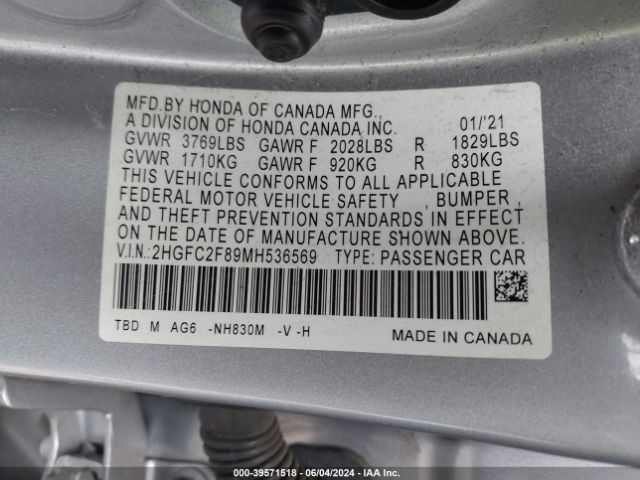 MFD.BY HONDA OF CANADA MFG.,
A DIVISION OF HONDA CANADA INC. 01/'21
GVWR 3769LBS GAWR F 2028LBS R 1829LBS
GVWR 1710KG GAWR F 920KG R 830KG
THIS VEHICLE CONFORMS TO ALL APPLICABLE
FEDERAL MOTOR VEHICLE SAFETY , BUMPER ,
AND THEFT PREVENTION STANDARDS IN EFFECT
ON THE DATE OF MANUFACTURE SHOWN ABOVE.
V.I.N.: 2HGFC2F89MH536569 TYPE: PASSENGER CAR
TBD M AG6 -NH830M -V -H MADE IN CANADA
000-39571518 | 06/04/2024 | IAA Inc.